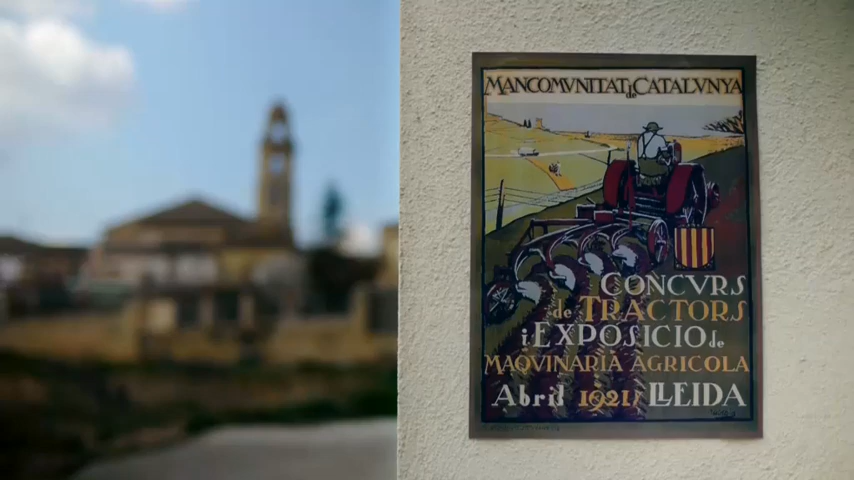 MANCOMVNITAT de CATALVNYA
CONCVRS
de TRACTORS
i EXPOSICIO de
MAQVINARIA AGRICOLA
Abril 1921 LLEIDA